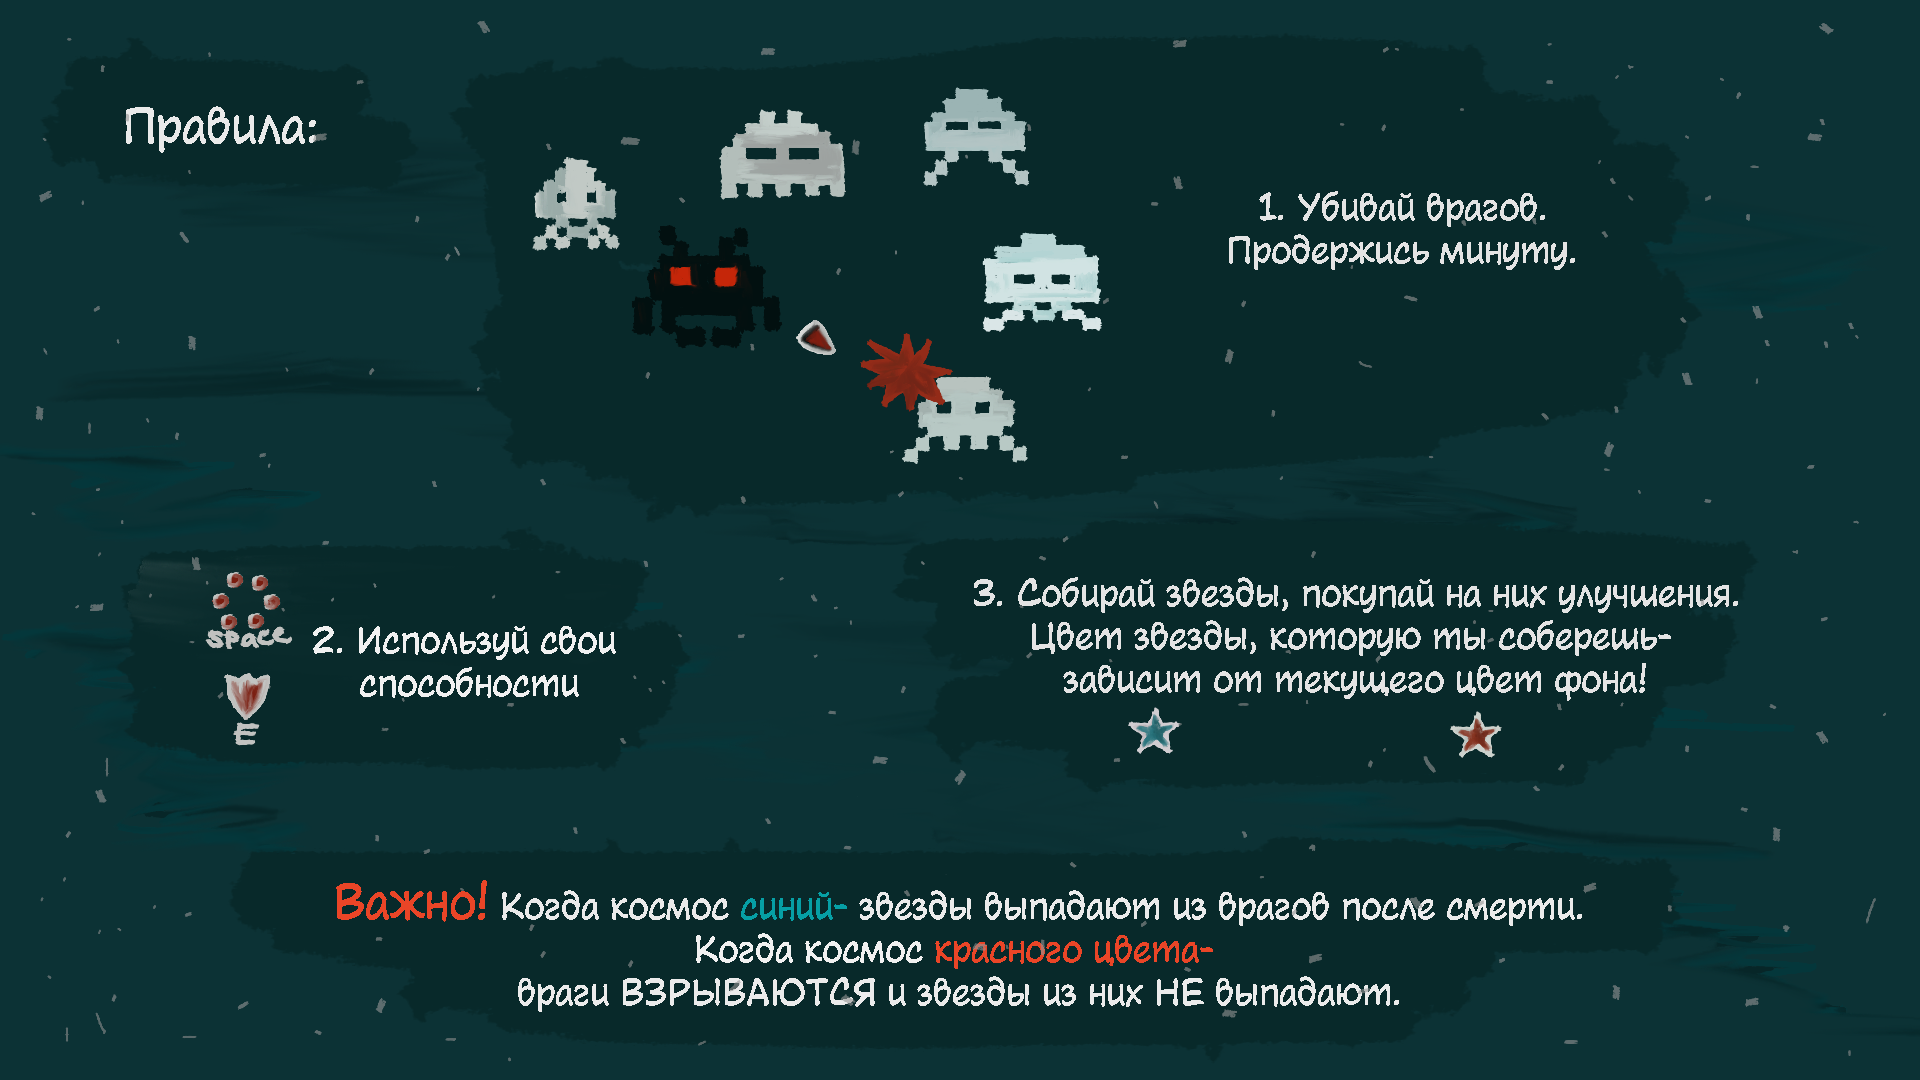 Правила:
1. Убивай врагов.
Продержись минуту.
space
E
2. Используй свои
способности
3. Собирай звезды, покупай на них улучшения.
Цвет звезды, которую ты соберешь-
зависит от текущего цвет фона!
Важно! Когда космос синий- звезды выпадают из врагов после смерти.
Когда космос красного цвета-
враги ВЗРЫВАЮТСЯ и звезды из них НЕ выпадают.